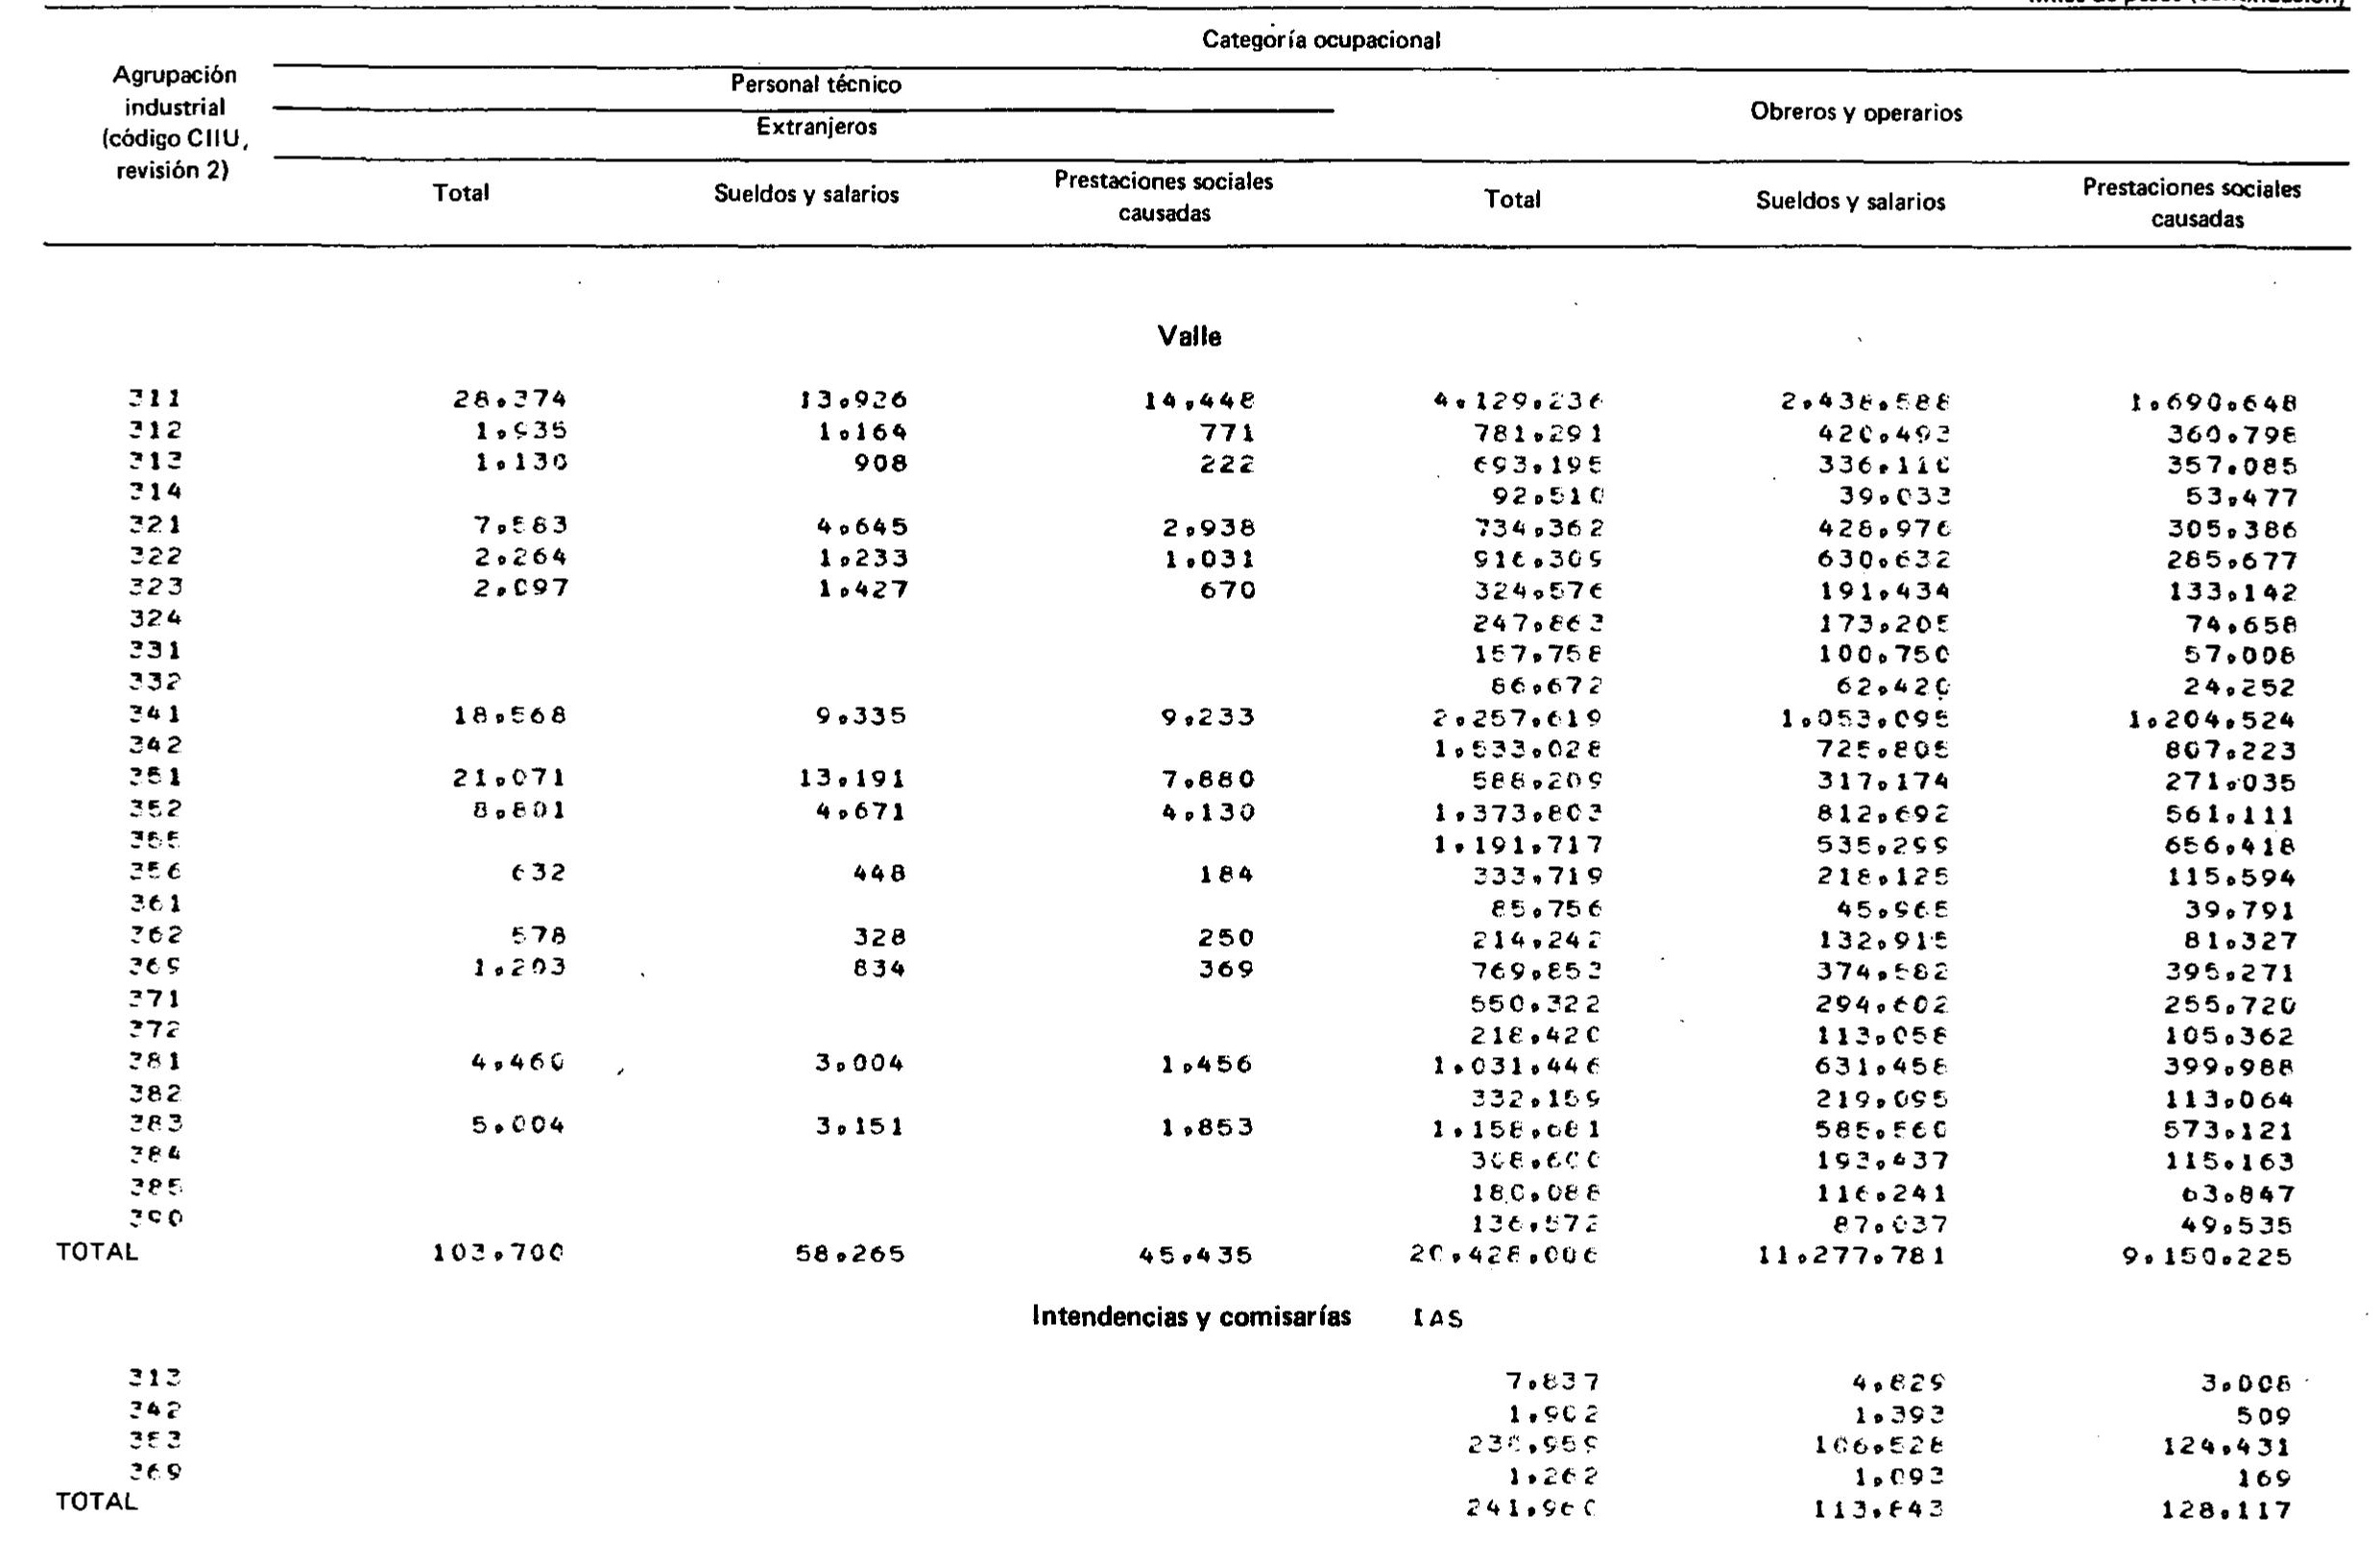 Categoría ocupacional
Agrupación industrial (código CIIU, revisión 2)
Personal técnico
Obreros y operarios
Extranjeros
Total Sueldos y salarios Prestaciones sociales causadas Total Sueldos y salarios Prestaciones sociales causadas
Valle
311 28.374 13.926 14.448 4.129.236 2.438.588 1.690.648
312 1.935 1.164 771 781.291 420.493 360.798
313 1.130 908 222 693.195 336.110 357.085
314 92.510 39.033 53.477
321 7.583 4.645 2.938 734.362 428.976 305.386
322 2.264 1.233 1.031 916.309 630.632 285.677
323 2.097 1.427 670 324.576 191.434 133.142
324 247.863 173.205 74.658
331 157.758 100.750 57.008
332 86.672 62.420 24.252
341 18.568 9.335 9.233 2.257.619 1.053.095 1.204.524
342 1.533.028 725.805 807.223
351 21.071 13.191 7.880 588.209 317.174 271.035
352 8.801 4.671 4.130 1.373.803 812.692 561.111
355 1.191.717 535.299 656.418
356 632 448 184 333.719 218.125 115.594
361 85.756 45.965 39.791
362 578 328 250 214.242 132.915 81.327
369 1.203 834 369 769.853 374.582 395.271
371 550.322 294.602 255.720
372 218.420 113.058 105.362
381 4.460 3.004 1.456 1.031.446 631.458 399.988
382 332.159 219.095 113.064
383 5.004 3.151 1.853 1.158.681 585.560 573.121
384 308.600 193.437 115.163
385 180.088 116.241 63.847
390 136.572 87.037 49.535
TOTAL 103.700 58.265 45.435 20.428.006 11.277.781 9.150.225
Intendencias y comisarías IAS
313 7.837 4.829 3.008
342 1.902 1.393 509
353 230.959 106.528 124.431
369 1.262 1.093 169
TOTAL 241.960 113.843 128.117